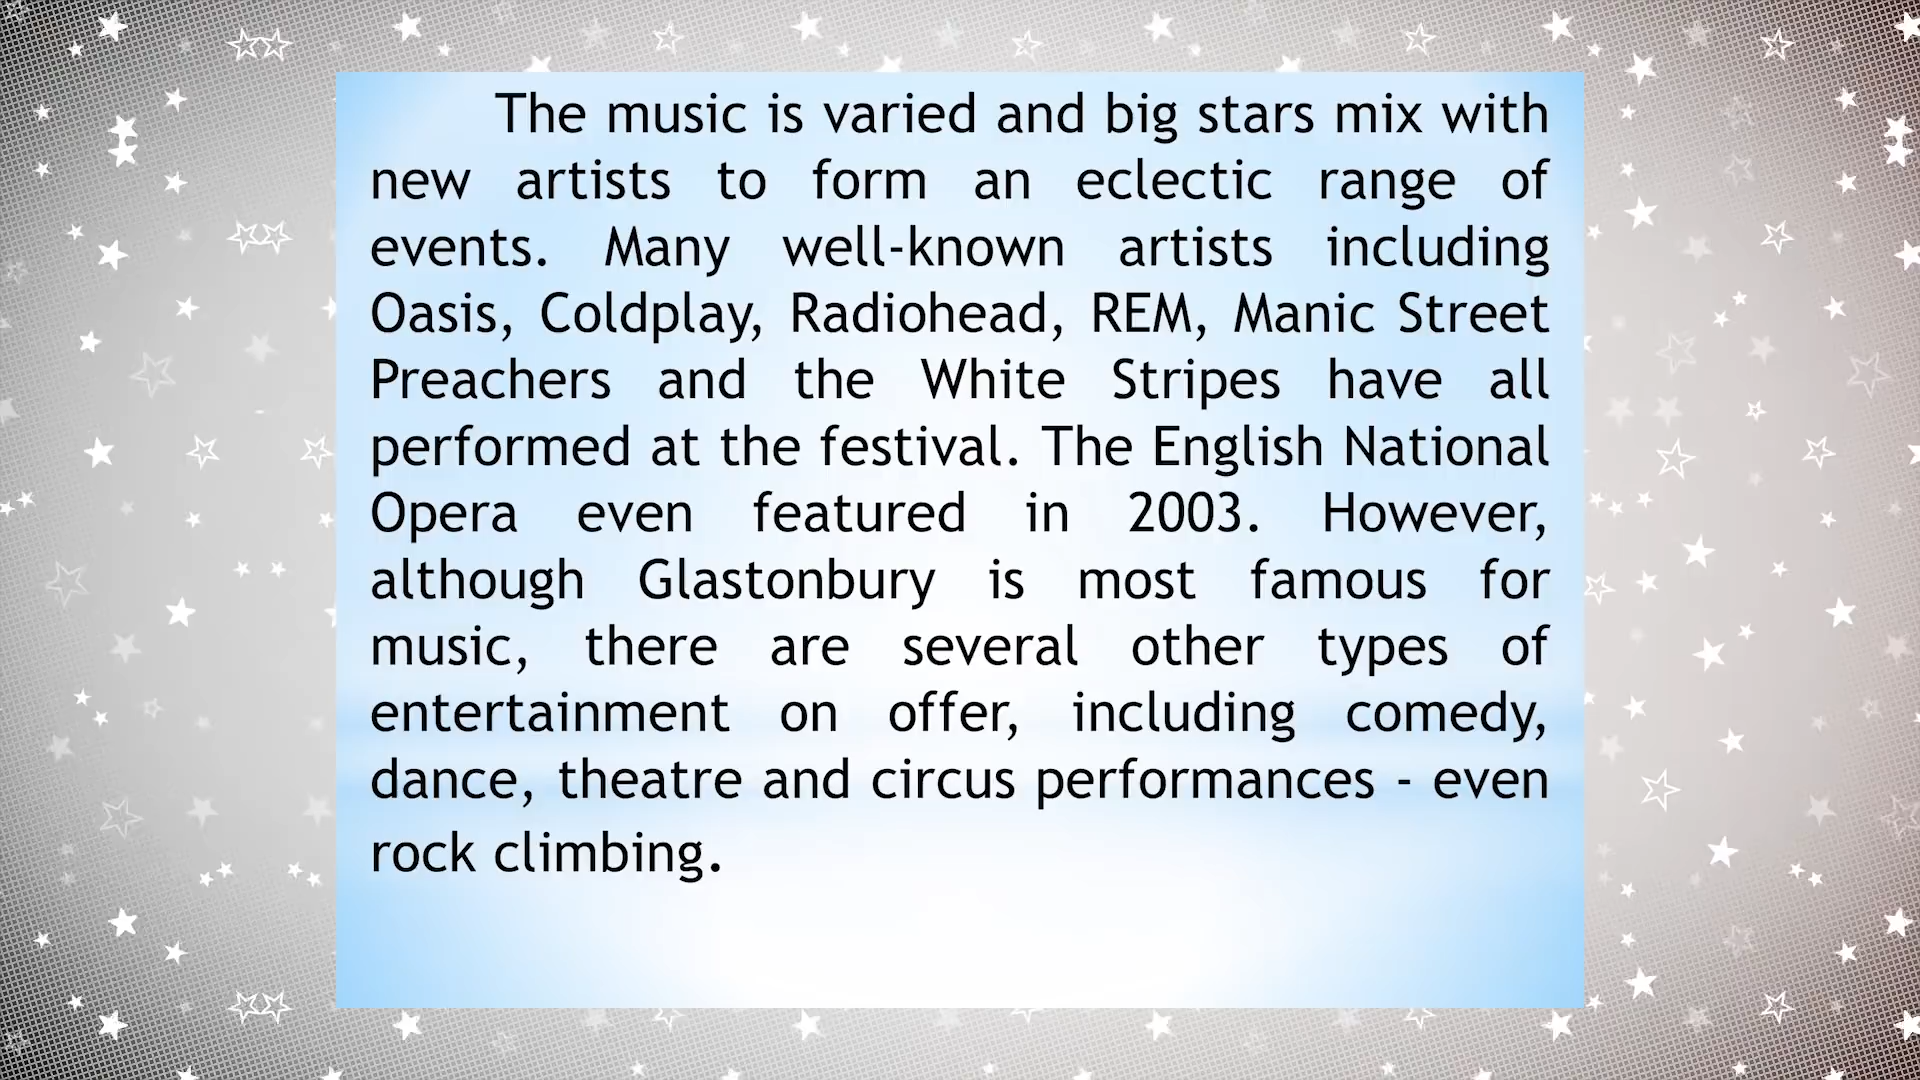 The music is varied and big stars mix with
new artists to form an eclectic range of
events. Many well-known artists including
Oasis, Coldplay, Radiohead, REM, Manic Street
Preachers and the White Stripes have all
performed at the festival. The English National
Opera even featured in 2003. However,
although Glastonbury is most famous for
music, there are several other types of
entertainment on offer, including comedy,
dance, theatre and circus performances - even
rock climbing.